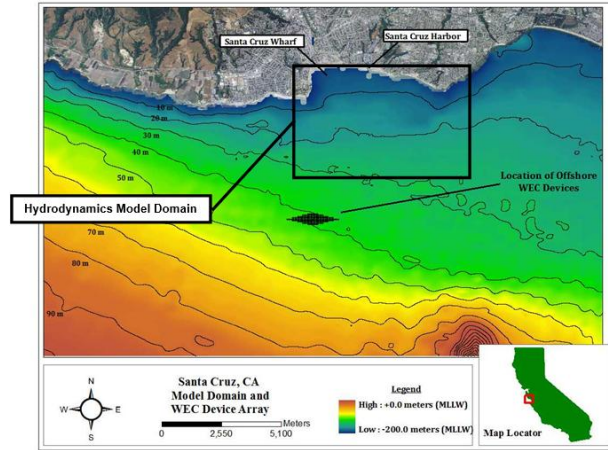 Santa Cruz Wharf
Santa Cruz Harbor
10 m
20 m
30 m
40 m
50 m
Location of Offshore
WEC Devices
Hydrodynamics Model Domain
70 m
80 m
90 m
N
W
E
S
Santa Cruz, CA
Model Domain and
WEC Device Array
Meters
0 2,550 5,100
Legend
High : +0.0 meters (MLLW)
Low : -200.0 meters (MLLW)
Map Locator